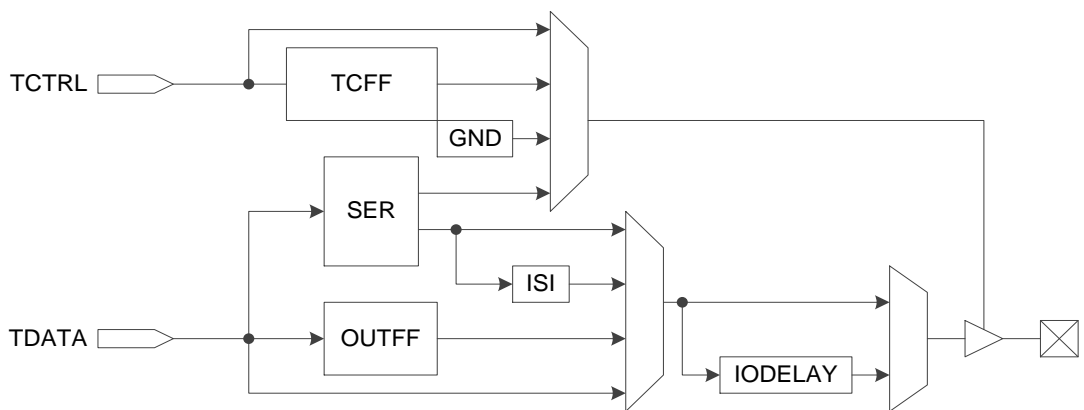 TCTRL
TCFF
GND
SER
ISI
TDATA
OUTFF
IODELAY